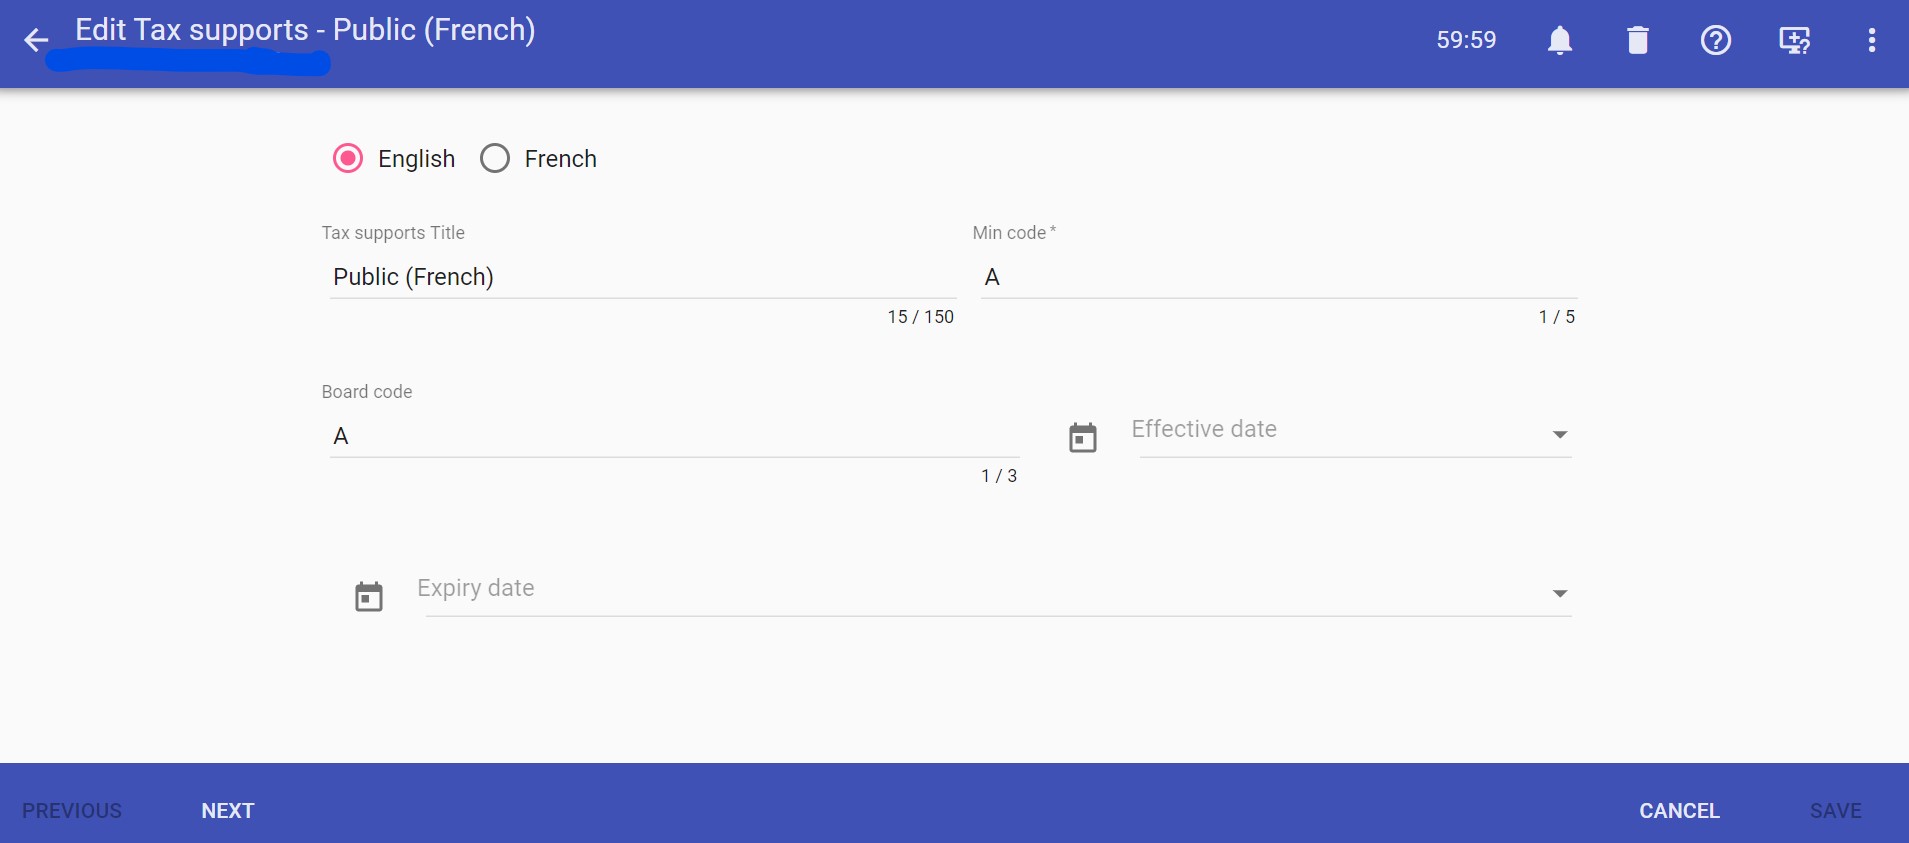 Edit Tax supports - Public (French)
59:59
English French
Tax supports Title Min code *
Public (French) A
15 / 150 1 / 5
Board code
A Effective date
1 / 3
Expiry date
PREVIOUS NEXT CANCEL SAVE